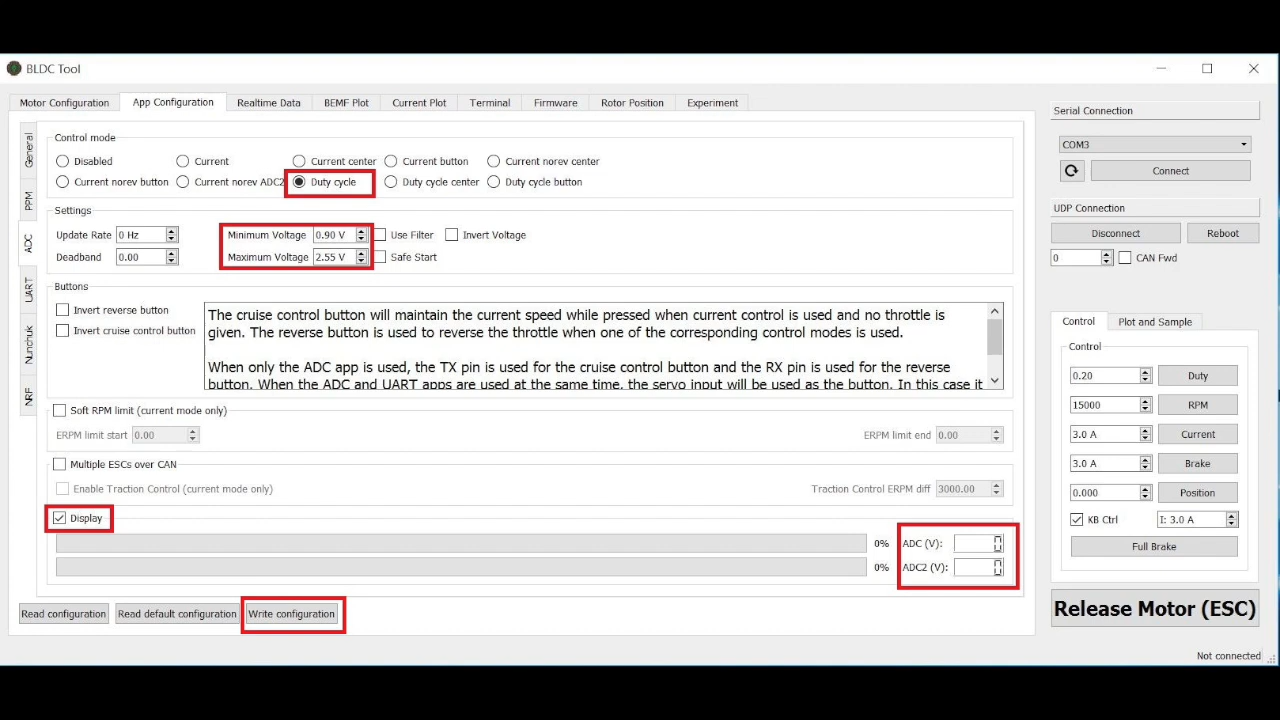 BLDC Tool
Motor Configuration App Configuration Realtime Data BEMF Plot Current Plot Terminal Firmware Rotor Position Experiment
General
PPM
ADC
UART
Nunchuk
NRF
Control mode
Disabled Current Current center Current button Current norev center
Current norev button Current norev ADC2 Duty cycle Duty cycle center Duty cycle button
Settings
Update Rate 0 Hz Minimum Voltage 0.90 V Use Filter Invert Voltage
Deadband 0.00 Maximum Voltage 2.55 V Safe Start
Buttons
Invert reverse button
Invert cruise control button
The cruise control button will maintain the current speed while pressed when current control is used and no throttle is
given. The reverse button is used to reverse the throttle when one of the corresponding control modes is used.
When only the ADC app is used, the TX pin is used for the cruise control button and the RX pin is used for the reverse
button. When the ADC and UART apps are used at the same time, the servo input will be used as the button. In this case it
Soft RPM limit (current mode only)
ERPM limit start 0.00 ERPM limit end 0.00
Multiple ESCs over CAN
Enable Traction Control (current mode only) Traction Control ERPM diff 3000.00
Display
0% ADC (V): 0
0% ADC2 (V): 0
Read configuration Read default configuration Write configuration
Serial Connection
COM3
Connect
UDP Connection
Disconnect Reboot
0 CAN Fwd
Control Plot and Sample
Control
0.20 Duty
15000 RPM
3.0 A Current
3.0 A Brake
0.000 Position
KB Ctrl I: 3.0 A
Full Brake
Release Motor (ESC)
Not connected